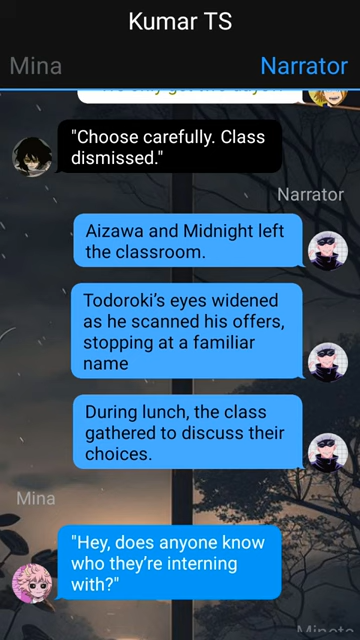 Kumar TS
Mina
Narrator
"Choose carefully. Class
dismissed."
Narrator
Aizawa and Midnight left
the classroom.
Todoroki’s eyes widened
as he scanned his offers,
stopping at a familiar
name
During lunch, the class
gathered to discuss their
choices.
Mina
"Hey, does anyone know
who they’re interning
with?"